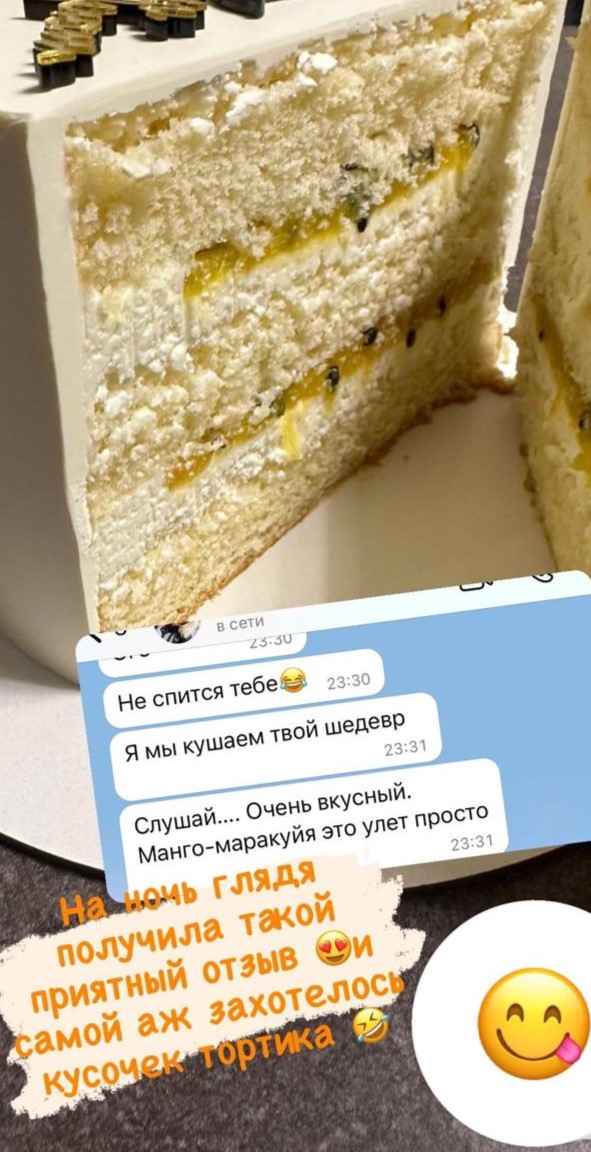 в сети
23:30
Не спится тебе😂 23:30
Я мы кушаем твой шедевр
23:31
Слушай.... Очень вкусный.
Манго-маракуйя это улет просто
23:31
На ночь глядя
получила такой
приятный отзыв 😍и
самой аж захотелось
кусочек тортика 🤣